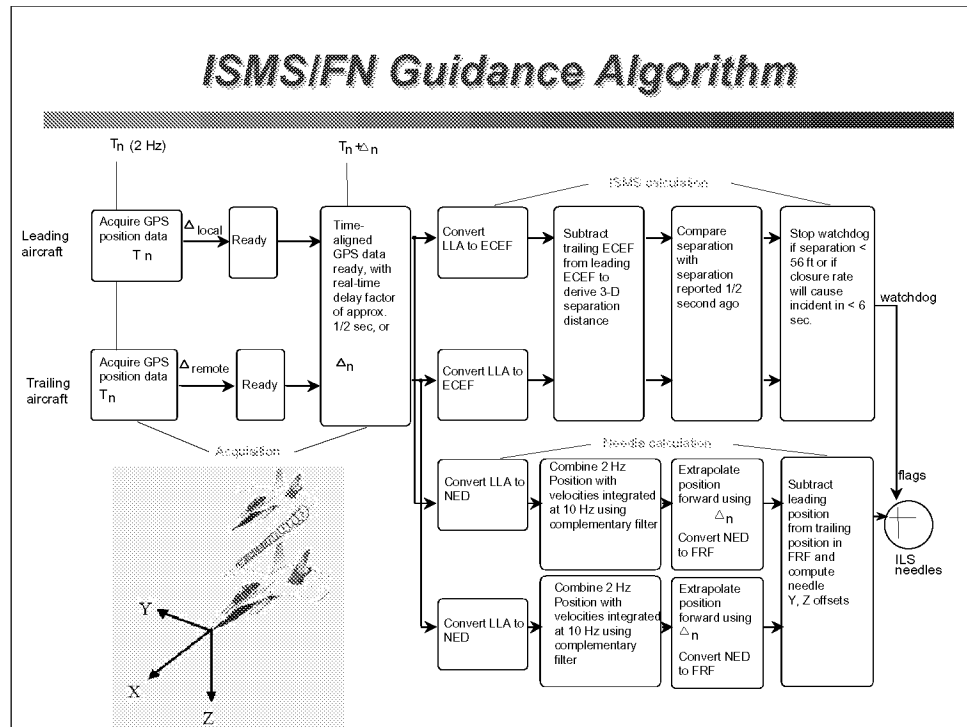 ISMS/FN Guidance Algorithm
Tn (2 Hz)
Tn + Δn
ISMS calculation
Leading
aircraft
Acquire GPS
position data
Tn
Δ local
Ready
Time-
aligned
GPS data
ready, with
real-time
delay factor
of approx.
1/2 sec, or
Δn
Convert
LLA to ECEF
Subtract
trailing ECEF
from leading
ECEF to
derive 3-D
separation
distance
Compare
separation
with
separation
reported 1/2
second ago
Stop watchdog
if separation <
56 ft or if
closure rate
will cause
incident in < 6
sec.
watchdog
Trailing
aircraft
Acquire GPS
position data
Tn
Δ remote
Ready
Convert LLA to
ECEF
Acquisition
Needle calculation
Convert LLA to
NED
Combine 2 Hz
Position with
velocities integrated
at 10 Hz using
complementary
filter
Extrapolate
position
forward using
Δn
Convert NED
to FRF
Subtract
leading
position
from trailing
position in
FRF and
compute
needle
Y, Z offsets
flags
ILS
needles
Convert LLA to
NED
Combine 2 Hz
Position with
velocities integrated
at 10 Hz using
complementary
filter
Extrapolate
position
forward using
Δn
Convert NED
to FRF
Y
X
Z